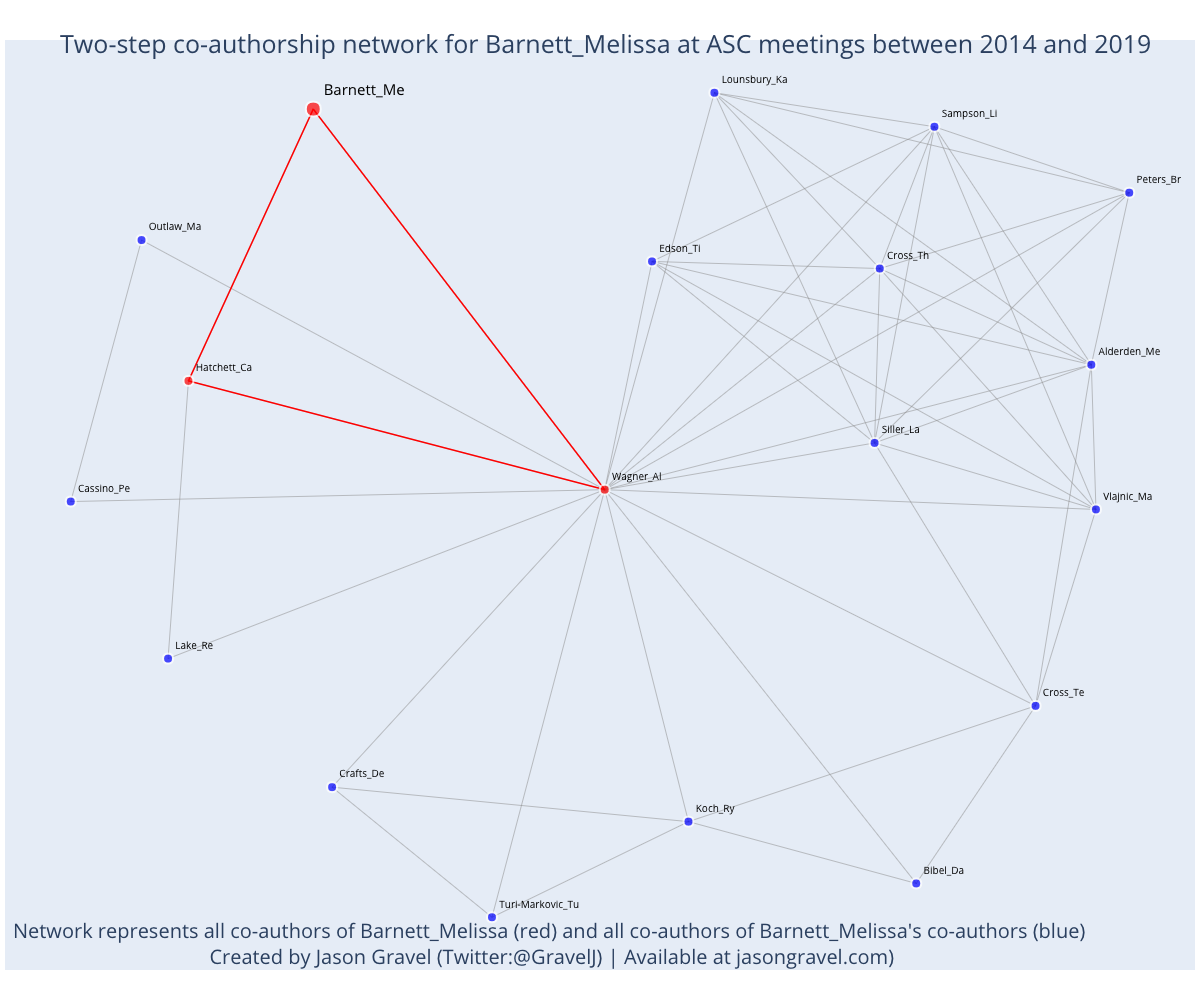 Two-step co-authorship network for Barnett_Melissa at ASC meetings between 2014 and 2019
Lounsbury_Ka
Barnett_Me
Sampson_Li
Peters_Br
Outlaw_Ma
Edson_Ti
Cross_Th
Alderden_Me
Hatchett_Ca
Siller_La
Wagner_Al
Cassino_Pe
Vlajnic_Ma
Lake_Re
Cross_Te
Crafts_De
Koch_Ry
Bibel_Da
Turi-Markovic_Tu
Network represents all co-authors of Barnett_Melissa (red) and all co-authors of Barnett_Melissa's co-authors (blue)
Created by Jason Gravel (Twitter:@GravelJ) | Available at jasongravel.com)